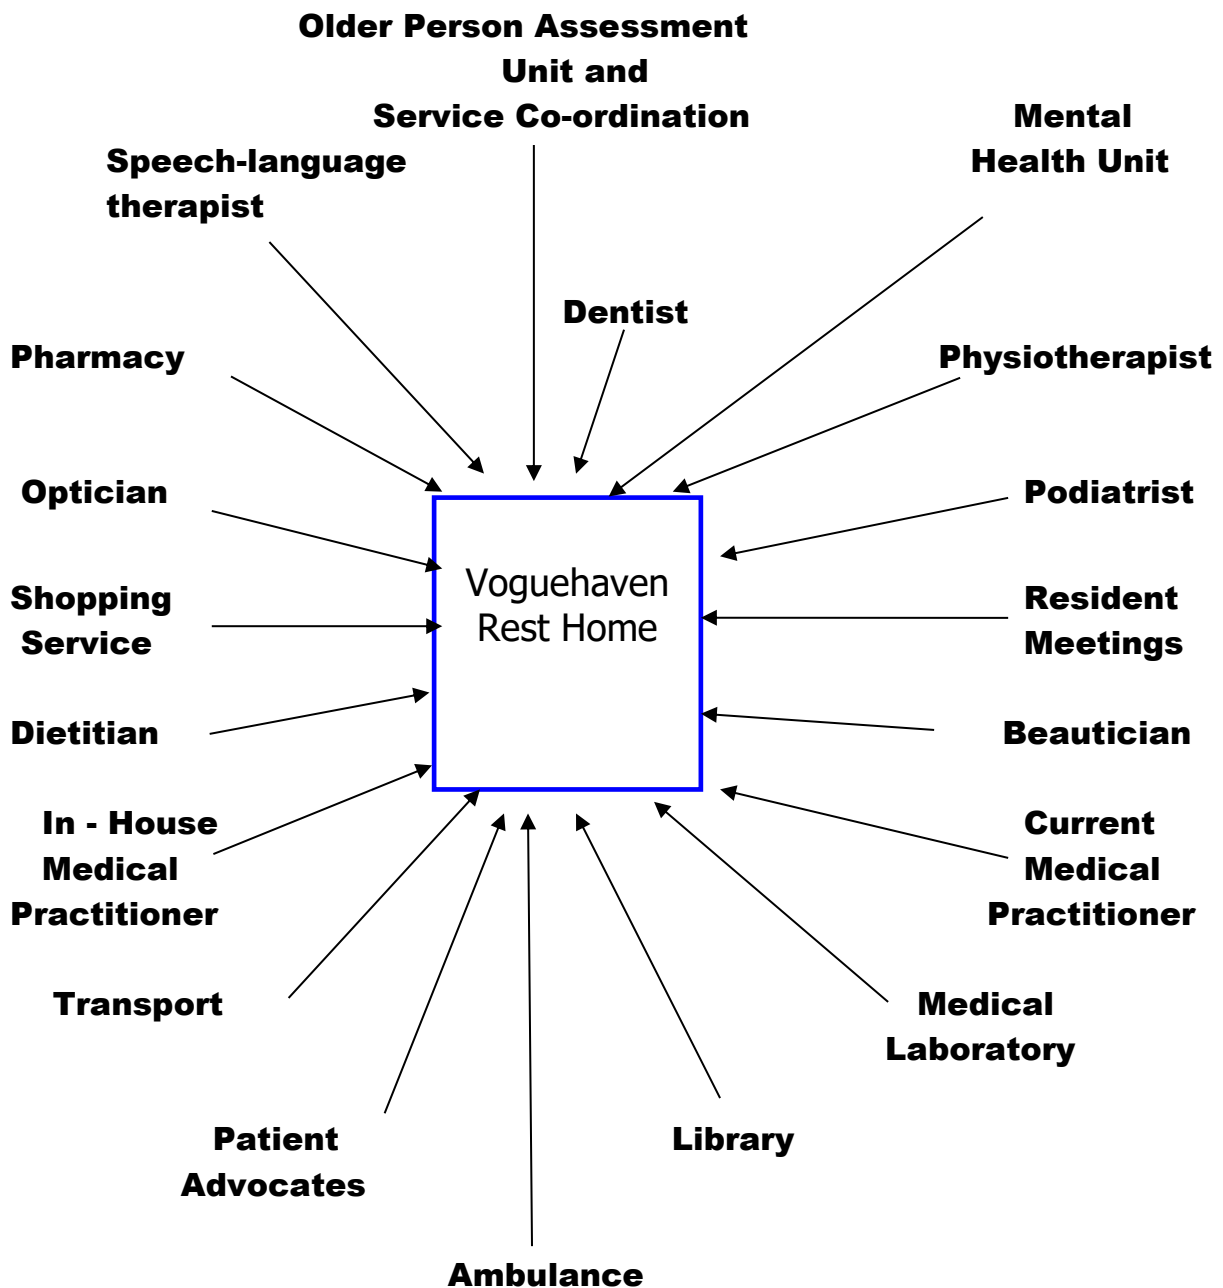 Older Person Assessment
Unit and
Service Co-ordination
Mental
Health Unit
Speech-language
therapist
Dentist
Pharmacy
Physiotherapist
Optician
Podiatrist
Voguehaven
Rest Home
Shopping
Service
Resident
Meetings
Dietitian
Beautician
In - House
Medical
Practitioner
Current
Medical
Practitioner
Transport
Medical
Laboratory
Patient
Advocates
Library
Ambulance